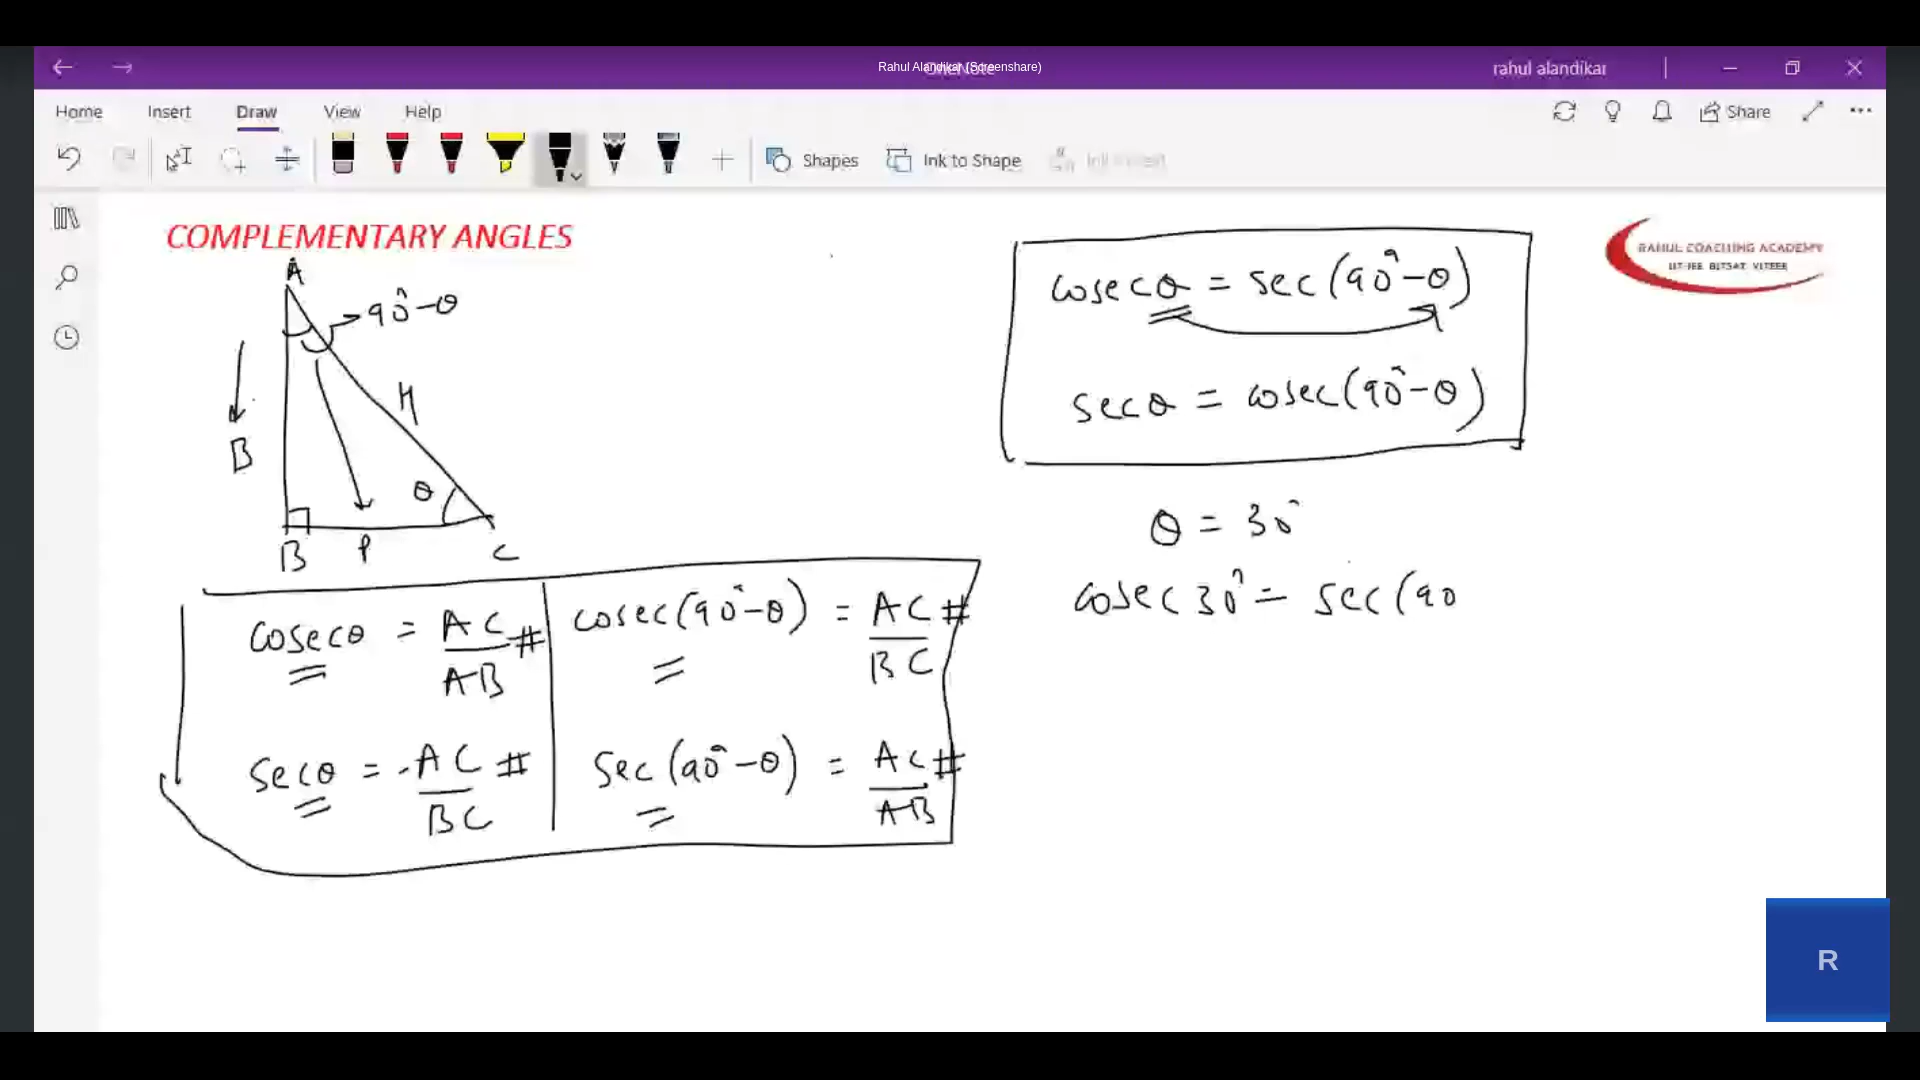 Rahul Alandikar (Screenshare)
rahul alandikar
Home Insert Draw View Help
Share
Shapes Ink to Shape
COMPLEMENTARY ANGLES
RAHUL COACHING ACADEMY
IIT-JEE BITSAT VITEEE
A
90°-θ
H
B
θ
B P C
cosecθ = sec(90°-θ)
secθ = cosec(90°-θ)
θ = 30°
cosec 30° = sec(90
cosecθ = AC/AB #
cosec(90°-θ) = AC/BC #
secθ = AC/BC #
sec(90°-θ) = AC/AB #
R